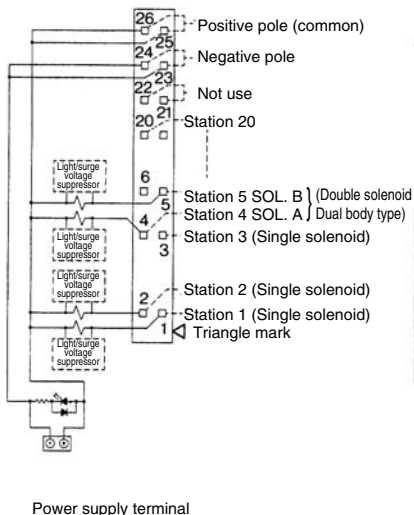 26
Positive pole (common)
25
24
Negative pole
23
22
Not use
21
20
Station 20
Light/surge
voltage
suppressor
6
5
Station 5 SOL. B } (Double solenoid
4
Station 4 SOL. A } Dual body type)
Light/surge
voltage
suppressor
3
Station 3 (Single solenoid)
Light/surge
voltage
suppressor
2
Station 2 (Single solenoid)
Station 1 (Single solenoid)
1
Triangle mark
Light/surge
voltage
suppressor
Power supply terminal